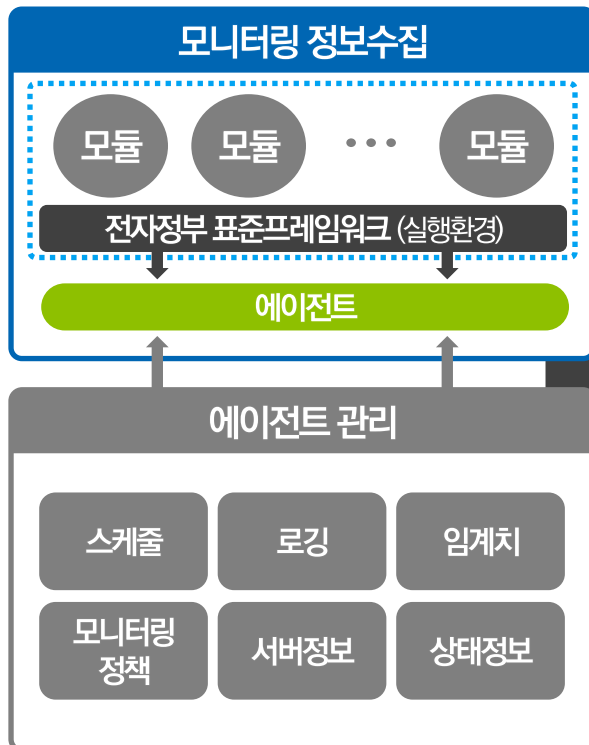 모니터링 정보수집
모듈 모듈 ••• 모듈
전자정부 표준프레임워크 (실행환경)
에이전트
에이전트 관리
스케줄 로깅 임계치
모니터링
정책
서버정보 상태정보